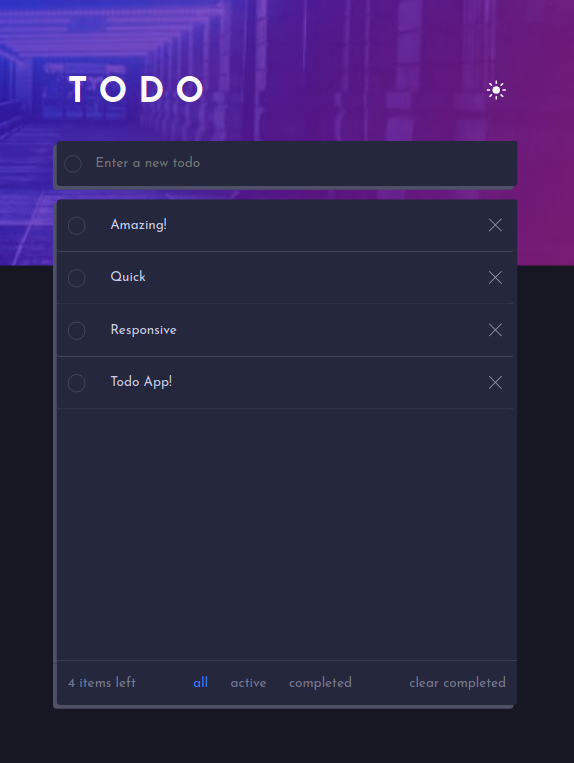 TODO
Enter a new todo
Amazing!
Quick
Responsive
Todo App!
4 items left all active completed clear completed